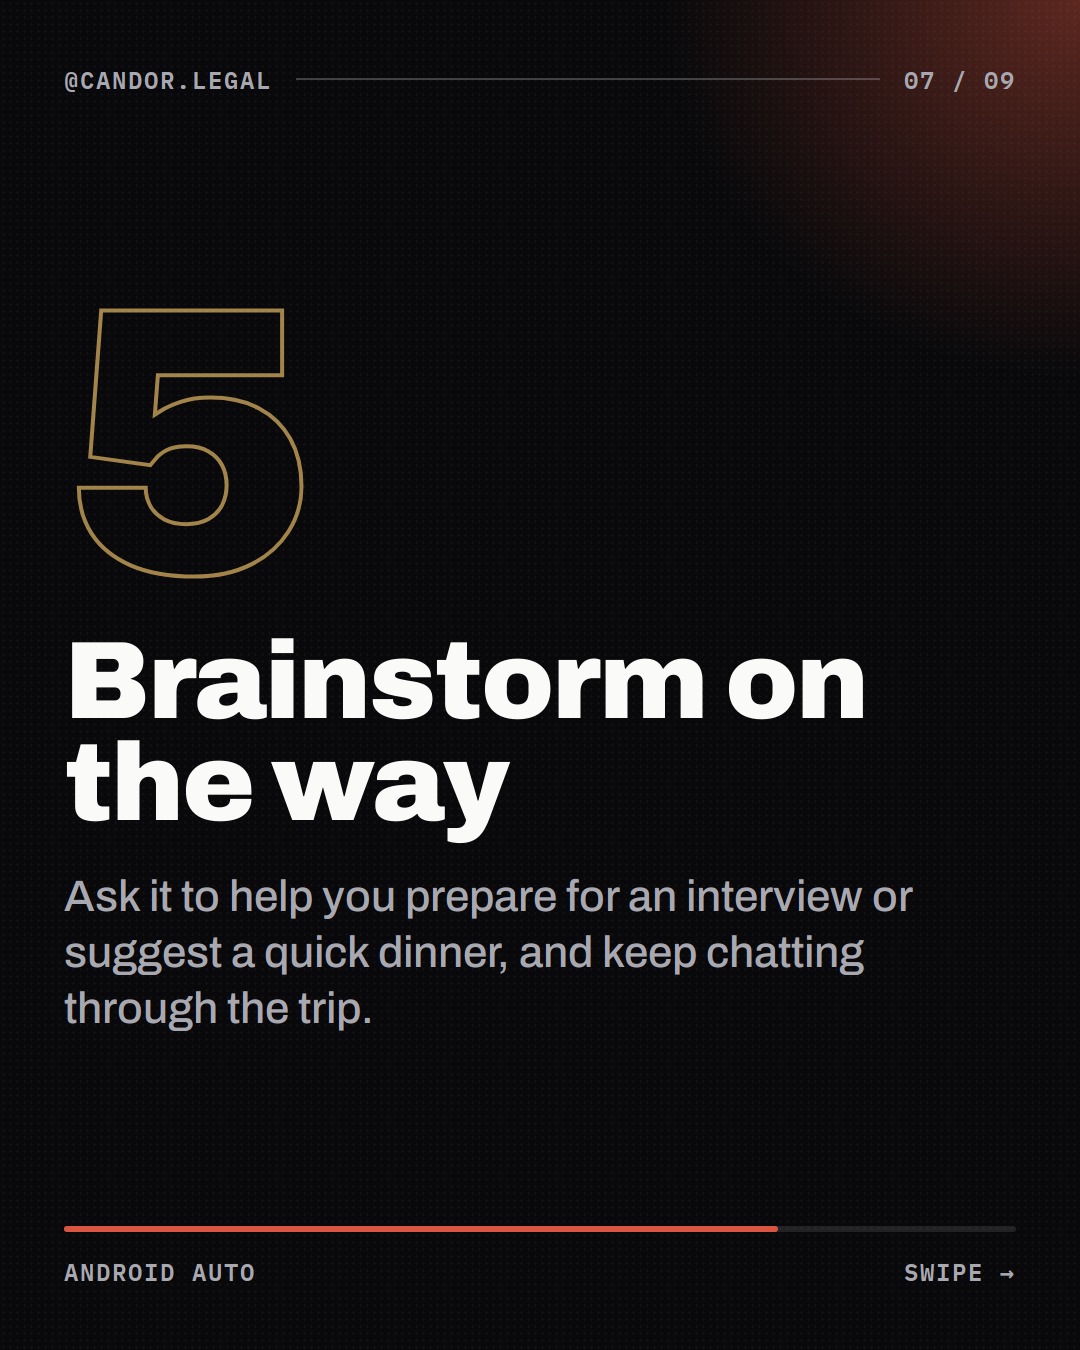 @CANDOR.LEGAL
07 / 09
5
Brainstorm on
the way
Ask it to help you prepare for an interview or
suggest a quick dinner, and keep chatting
through the trip.
ANDROID AUTO
SWIPE →